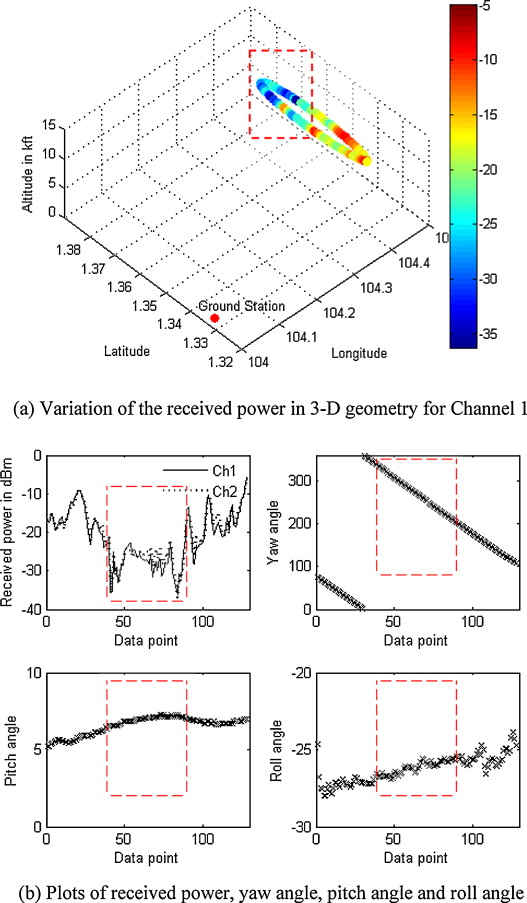 -5
-10
-15
-20
-25
-30
-35
15
10
5
0
Altitude in kft
1.38
1.37
1.36
1.35
1.34
1.33
1.32
Latitude
104
104.1
104.2
104.3
104.4
10
Longitude
Ground Station
(a) Variation of the received power in 3-D geometry for Channel 1
0
-10
-20
-30
-40
Received power in dBm
Ch1
Ch2
0 50 100
Data point
300
200
100
0
Yaw angle
0 50 100
Data point
10
5
0
Pitch angle
0 50 100
Data point
-20
-25
-30
Roll angle
0 50 100
Data point
(b) Plots of received power, yaw angle, pitch angle and roll angle